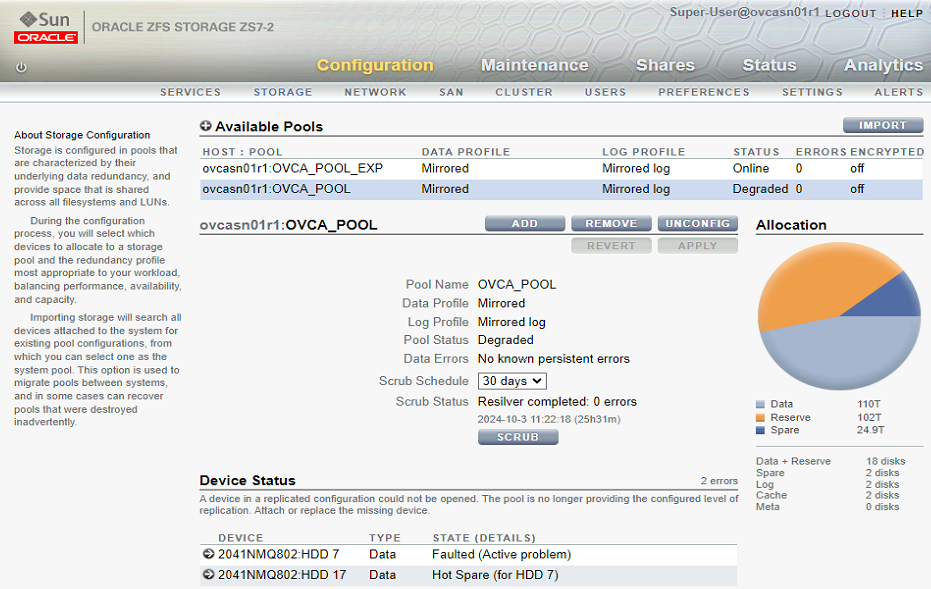 Sun
ORACLE
ORACLE ZFS STORAGE ZS7-2
Super-User@ovcasn01r1 LOGOUT HELP
Configuration Maintenance Shares Status Analytics
SERVICES STORAGE NETWORK SAN CLUSTER USERS PREFERENCES SETTINGS ALERTS
About Storage Configuration
Storage is configured in pools that
are characterized by their
underlying data redundancy, and
provide space that is shared
across all filesystems and LUNs.
During the configuration
process, you will select which
devices to allocate to a storage
pool and the redundancy profile
most appropriate to your workload,
balancing performance, availability,
and capacity.
Importing storage will search all
devices attached to the system for
existing pool configurations, from
which you can select one as the
system pool. This option is used to
migrate pools between systems,
and in some cases can recover
pools that were destroyed
inadvertently.
Available Pools IMPORT
HOST : POOL DATA PROFILE LOG PROFILE STATUS ERRORS ENCRYPTED
ovcasn01r1:OVCA_POOL_EXP Mirrored Mirrored log Online 0 off
ovcasn01r1:OVCA_POOL Mirrored Mirrored log Degraded 0 off
ovcasn01r1:OVCA_POOL ADD REMOVE UNCONFIG
REVERT APPLY
Pool Name OVCA_POOL
Data Profile Mirrored
Log Profile Mirrored log
Pool Status Degraded
Data Errors No known persistent errors
Scrub Schedule 30 days
Scrub Status Resilver completed: 0 errors
2024-10-3 11:22:18 (25h31m)
SCRUB
Allocation
Data 110T
Reserve 102T
Spare 24.9T
Data + Reserve 18 disks
Spare 2 disks
Log 2 disks
Cache 2 disks
Meta 0 disks
Device Status 2 errors
A device in a replicated configuration could not be opened. The pool is no longer providing the configured level of
replication. Attach or replace the missing device.
DEVICE TYPE STATE (DETAILS)
2041NMQ802:HDD 7 Data Faulted (Active problem)
2041NMQ802:HDD 17 Data Hot Spare (for HDD 7)